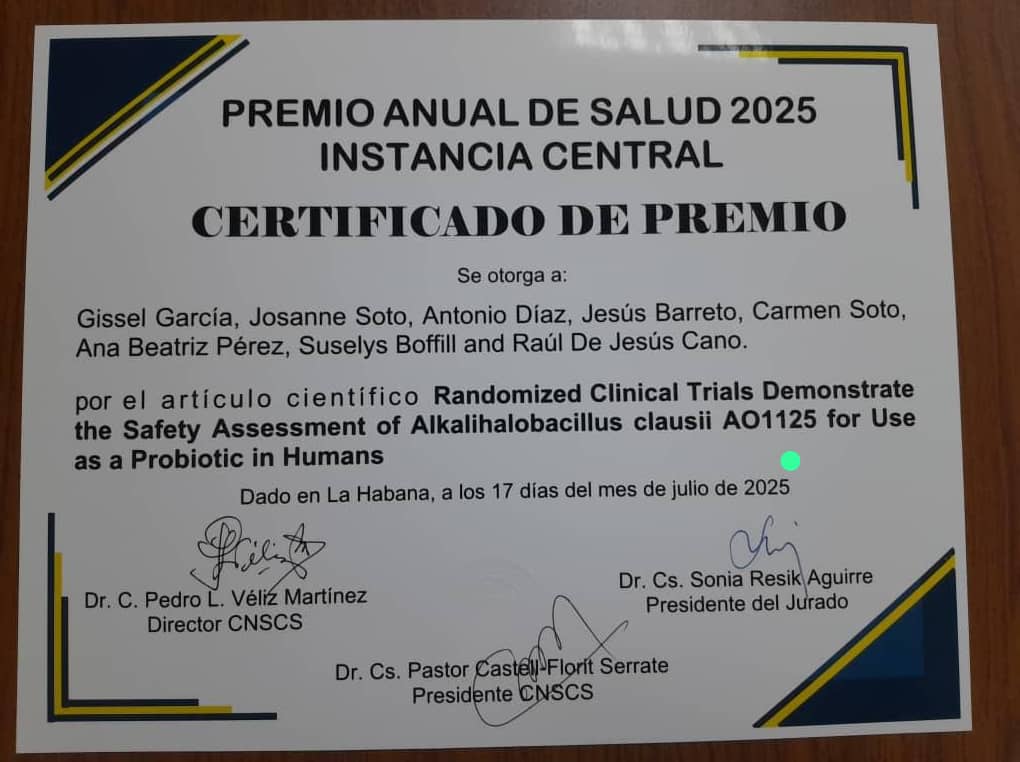 PREMIO ANUAL DE SALUD 2025
INSTANCIA CENTRAL
CERTIFICADO DE PREMIO
Se otorga a:
Gissel García, Josanne Soto, Antonio Díaz, Jesús Barreto, Carmen Soto,
Ana Beatriz Pérez, Suselys Boffill and Raúl De Jesús Cano.
por el artículo científico Randomized Clinical Trials Demonstrate
the Safety Assessment of Alkalihalobacillus clausii AO1125 for Use
as a Probiotic in Humans
Dado en La Habana, a los 17 días del mes de julio de 2025
Dr. C. Pedro L. Véliz Martínez
Director CNSCS
Dr. Cs. Sonia Resik Aguirre
Presidente del Jurado
Dr. Cs. Pastor Castell-Florit Serrate
Presidente CNSCS